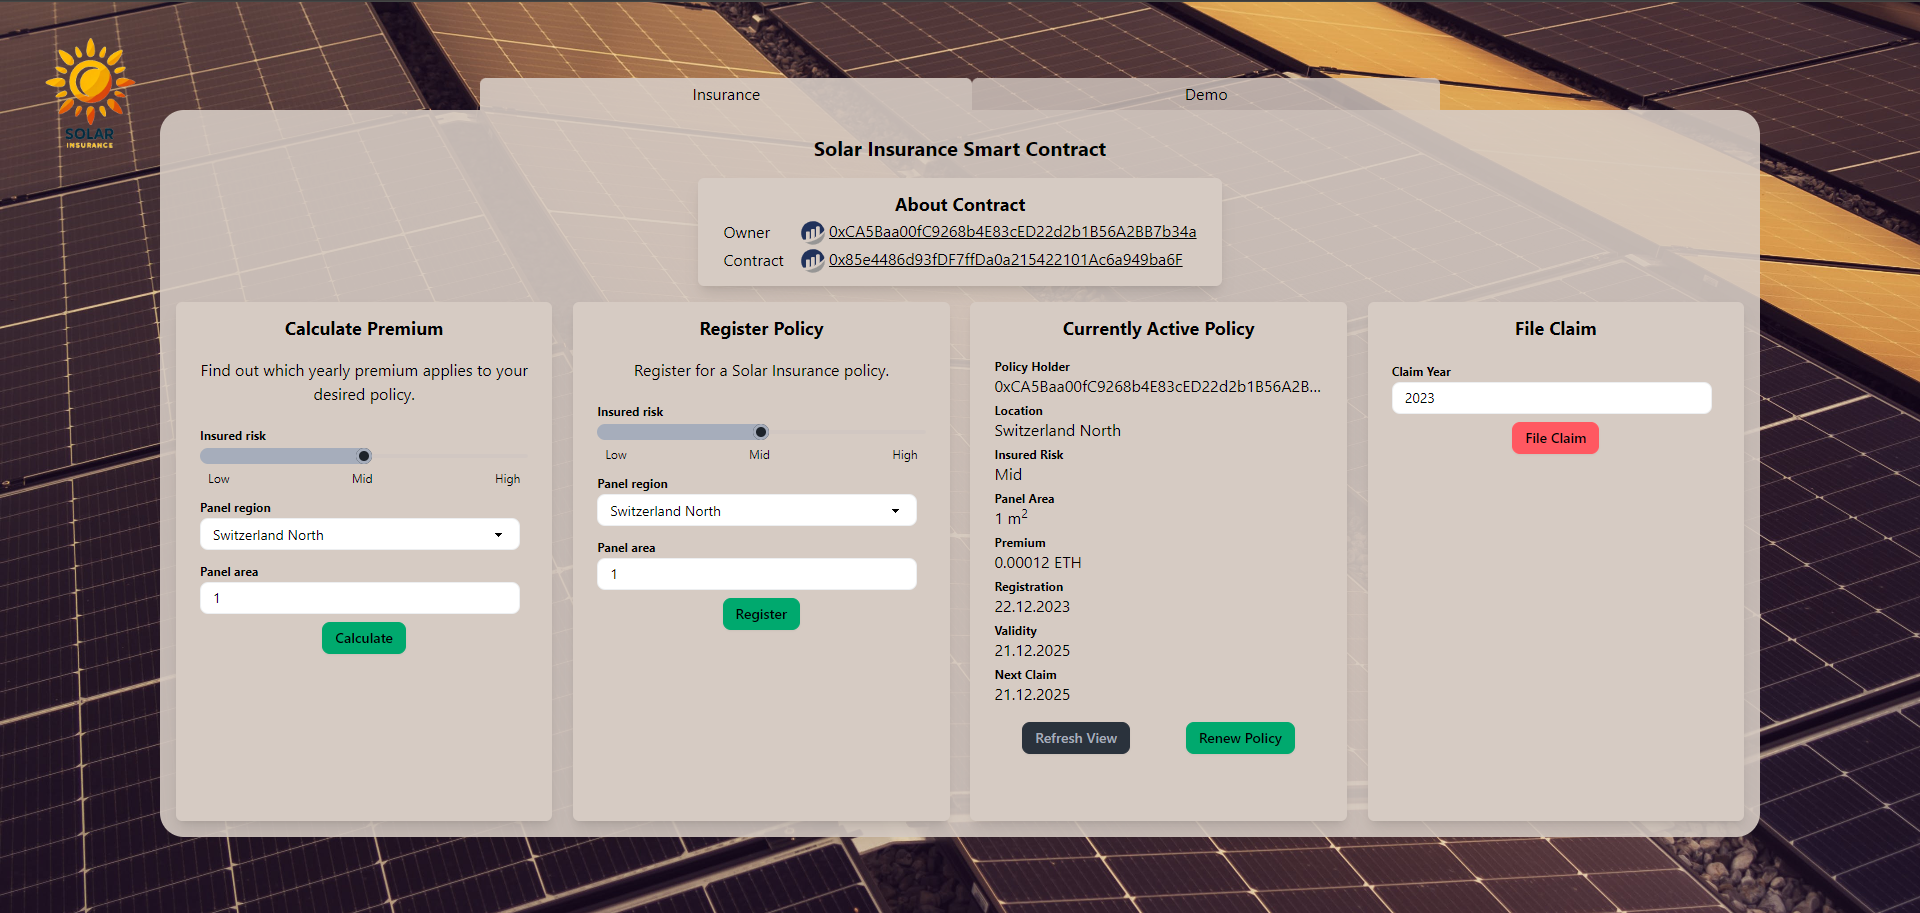 SOLAR
INSURANCE
Insurance
Demo
Solar Insurance Smart Contract
About Contract
Owner 0xCA5Baa00fC9268b4E83cED22d2b1B56A2BB7b34a
Contract 0x85e4486d93fDF7ffDa0a215422101Ac6a949ba6F
Calculate Premium
Find out which yearly premium applies to your
desired policy.
Insured risk
Low Mid High
Panel region
Switzerland North
Panel area
1
Calculate
Register Policy
Register for a Solar Insurance policy.
Insured risk
Low Mid High
Panel region
Switzerland North
Panel area
1
Register
Currently Active Policy
Policy Holder
0xCA5Baa00fC9268b4E83cED22d2b1B56A2B...
Location
Switzerland North
Insured Risk
Mid
Panel Area
1 m²
Premium
0.00012 ETH
Registration
22.12.2023
Validity
21.12.2025
Next Claim
21.12.2025
Refresh View
Renew Policy
File Claim
Claim Year
2023
File Claim